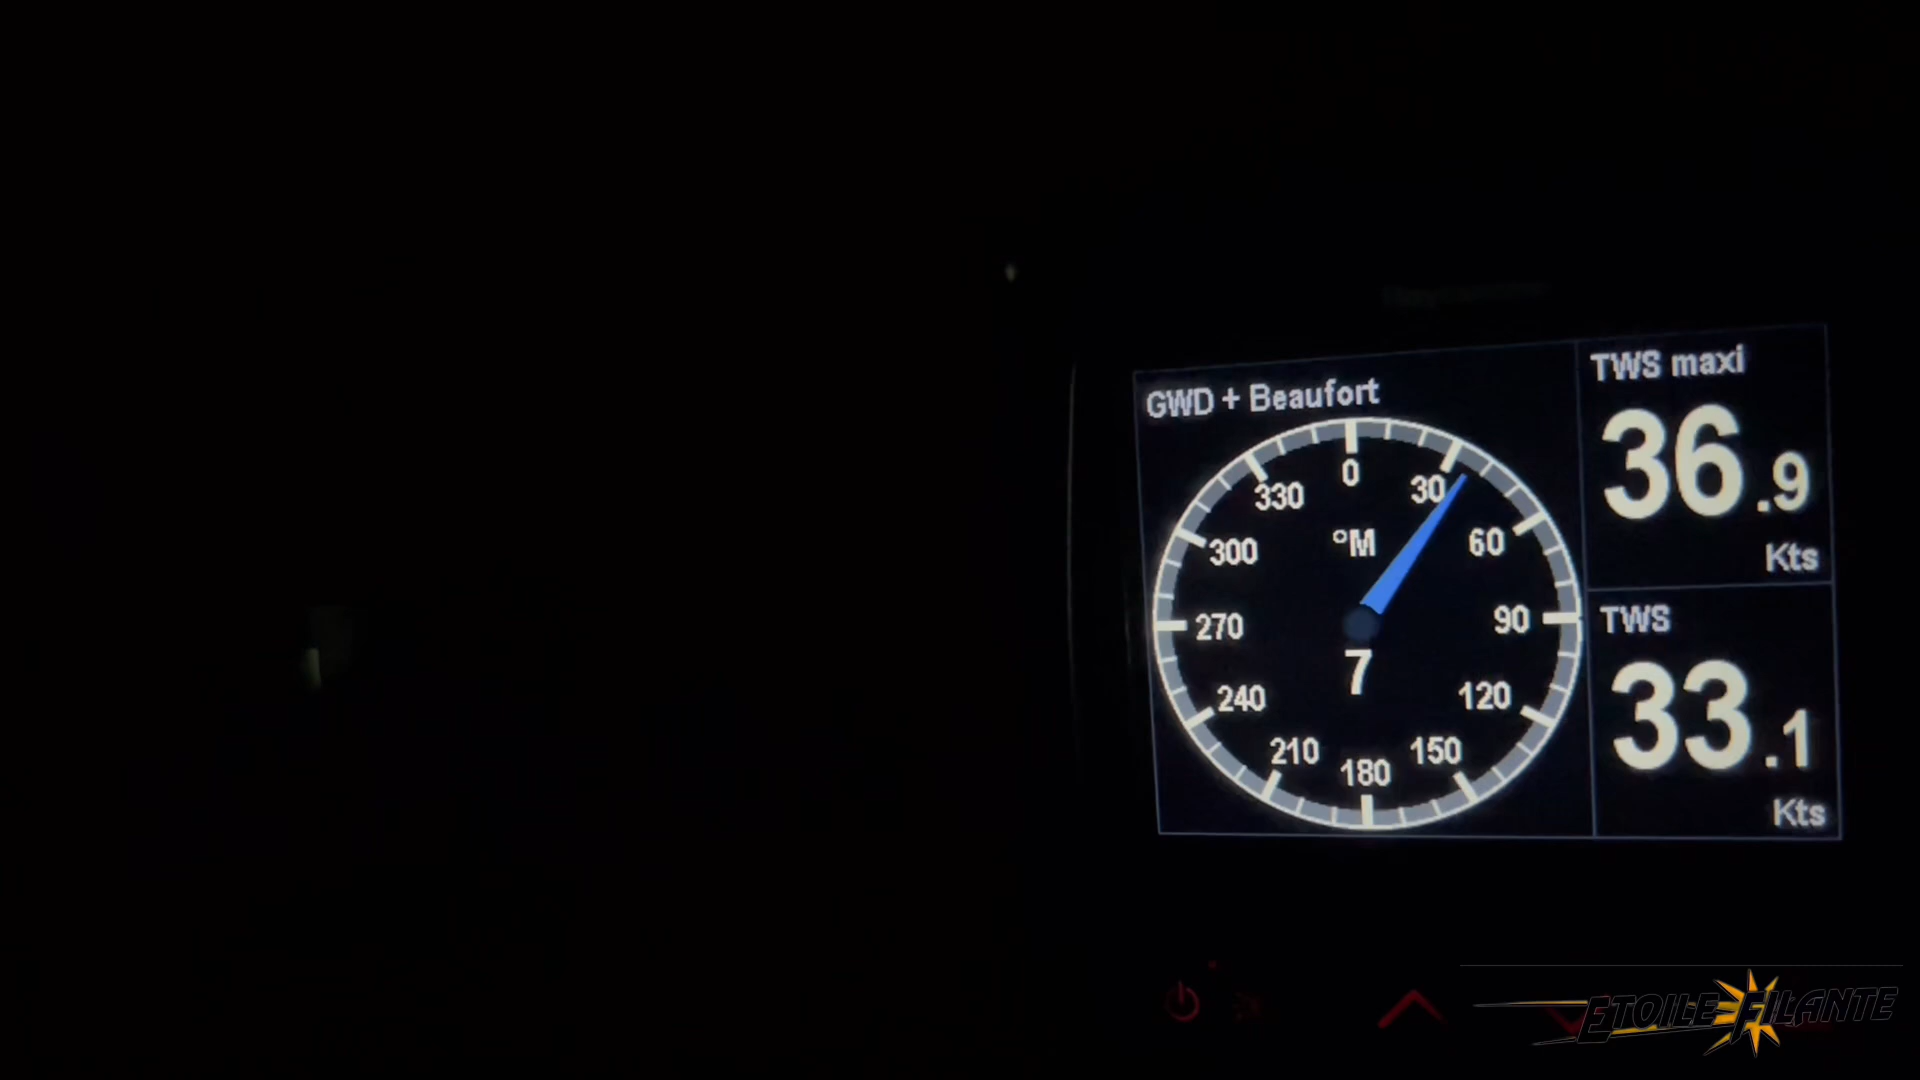 GWD + Beaufort
0
30
60
90
120
150
180
210
240
270
300
330
°M
7
TWS maxi
36.9
Kts
TWS
33.1
Kts
ETOILE FILANTE